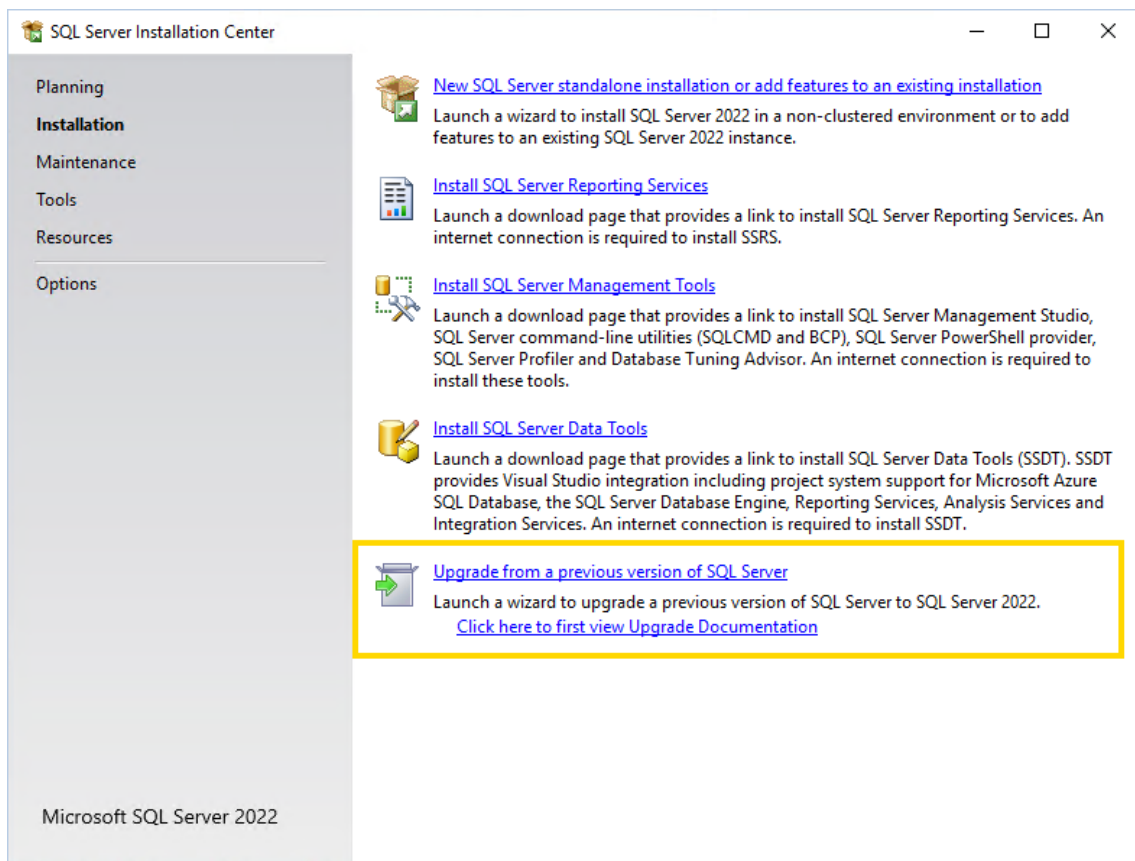 SQL Server Installation Center
Planning
Installation
Maintenance
Tools
Resources
Options
New SQL Server standalone installation or add features to an existing installation
Launch a wizard to install SQL Server 2022 in a non-clustered environment or to add
features to an existing SQL Server 2022 instance.
Install SQL Server Reporting Services
Launch a download page that provides a link to install SQL Server Reporting Services. An
internet connection is required to install SSRS.
Install SQL Server Management Tools
Launch a download page that provides a link to install SQL Server Management Studio,
SQL Server command-line utilities (SQLCMD and BCP), SQL Server PowerShell provider,
SQL Server Profiler and Database Tuning Advisor. An internet connection is required to
install these tools.
Install SQL Server Data Tools
Launch a download page that provides a link to install SQL Server Data Tools (SSDT). SSDT
provides Visual Studio integration including project system support for Microsoft Azure
SQL Database, the SQL Server Database Engine, Reporting Services, Analysis Services and
Integration Services. An internet connection is required to install SSDT.
Upgrade from a previous version of SQL Server
Launch a wizard to upgrade a previous version of SQL Server to SQL Server 2022.
Click here to first view Upgrade Documentation
Microsoft SQL Server 2022